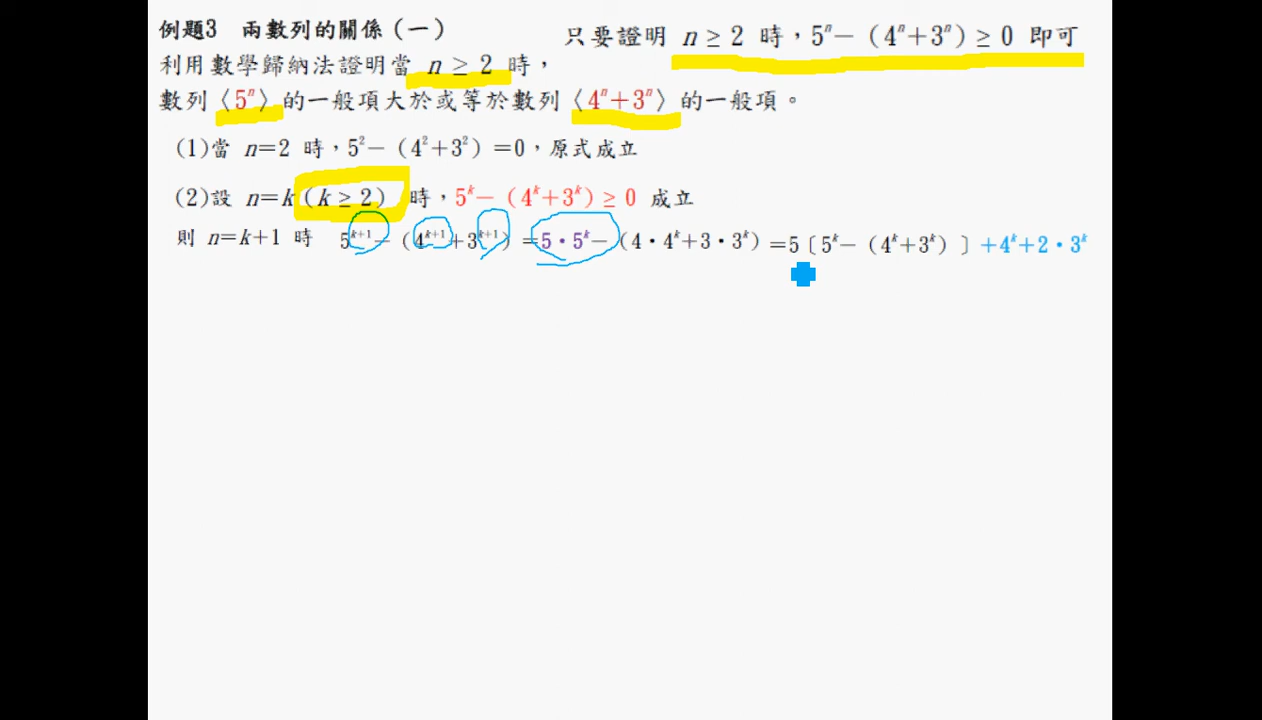 例題3 兩數列的關係(一)
只要證明 n ≥ 2 時,5ⁿ-(4ⁿ+3ⁿ)≥0 即可
利用數學歸納法證明當 n ≥ 2 時,
數列〈5ⁿ〉的一般項大於或等於數列〈4ⁿ+3ⁿ〉的一般項。
(1)當 n=2 時,5²-(4²+3²)=0,原式成立
(2)設 n=k(k ≥ 2) 時,5ᵏ-(4ᵏ+3ᵏ)≥0 成立
則 n=k+1 時 5ᵏ⁺¹-(4ᵏ⁺¹+3ᵏ⁺¹)=5·5ᵏ-(4·4ᵏ+3·3ᵏ)=5〔5ᵏ-(4ᵏ+3ᵏ)〕+4ᵏ+2·3ᵏ